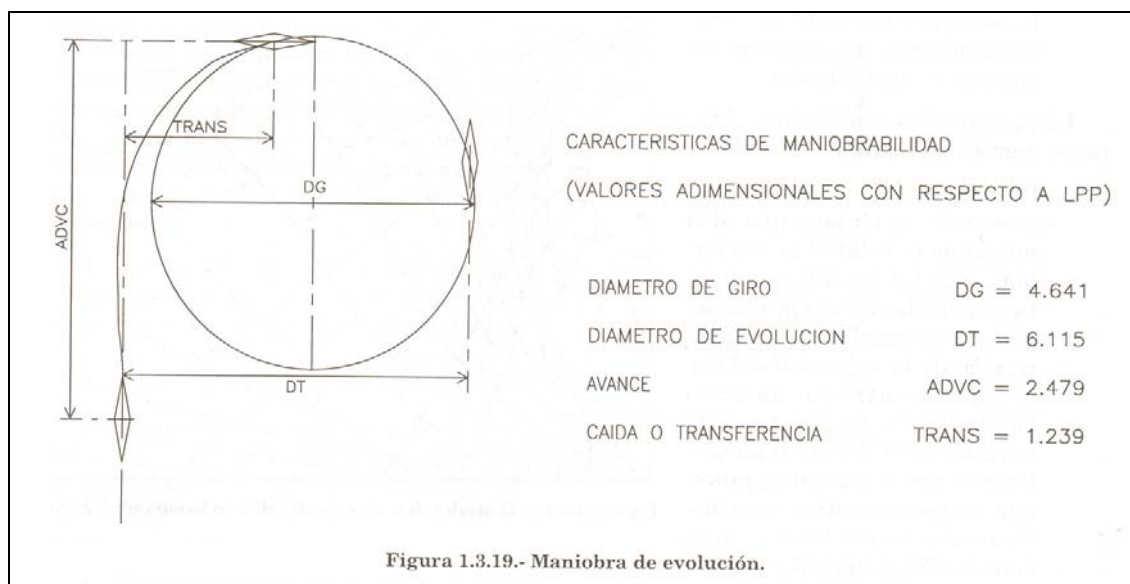 TRANS
DG
ADVC
DT
CARACTERISTICAS DE MANIOBRABILIDAD
(VALORES ADIMENSIONALES CON RESPECTO A LPP)
DIAMETRO DE GIRO DG = 4.641
DIAMETRO DE EVOLUCION DT = 6.115
AVANCE ADVC = 2.479
CAIDA O TRANSFERENCIA TRANS = 1.239
Figura 1.3.19.- Maniobra de evolución.